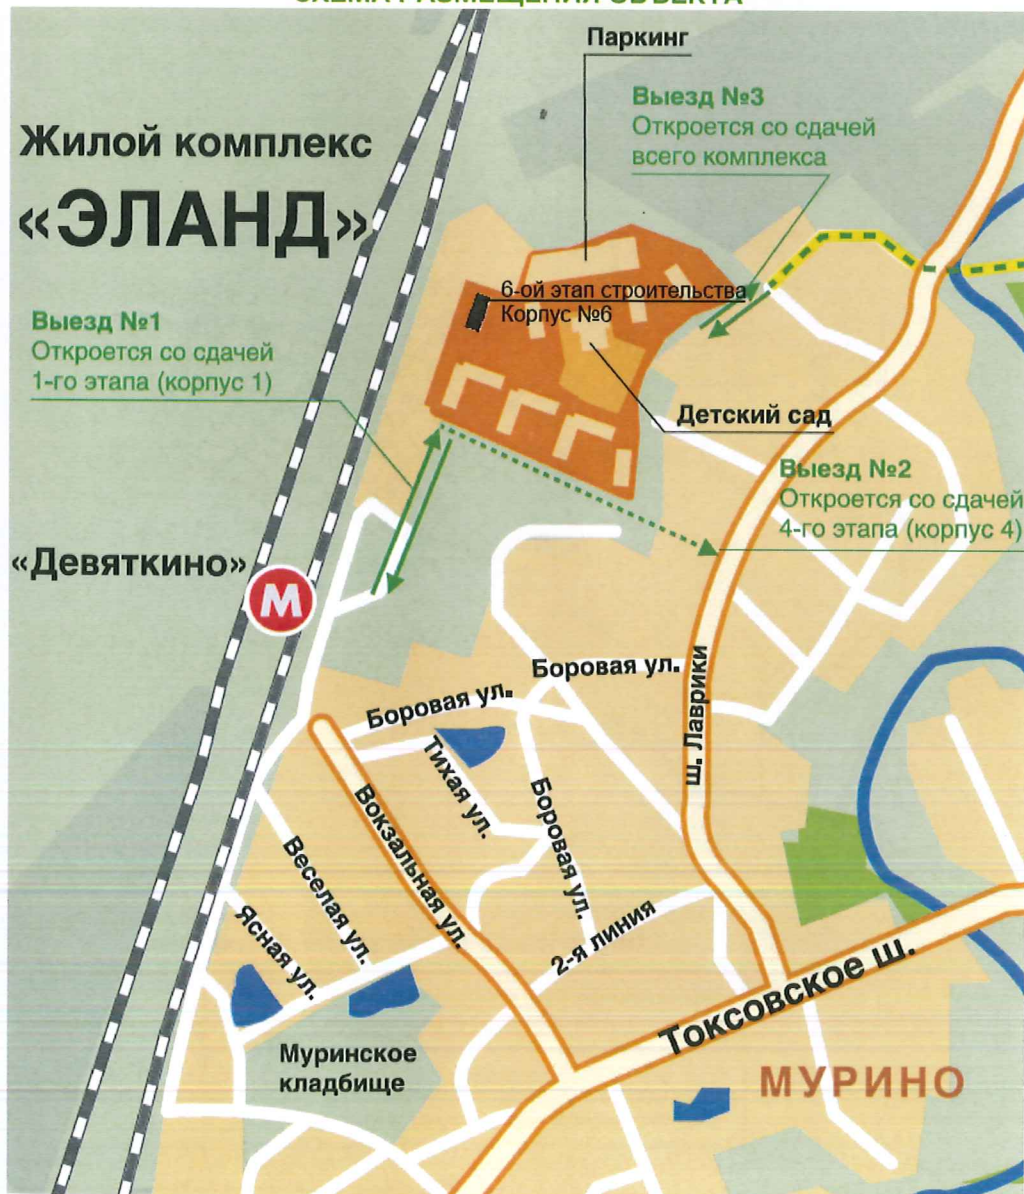 СХЕМА РАЗМЕЩЕНИЯ ОБЪЕКТА
Паркинг
Выезд №3
Откроется со сдачей
всего комплекса
Жилой комплекс
«ЭЛАНД»
6-ой этап строительства
Корпус №6
Выезд №1
Откроется со сдачей
1-го этапа (корпус 1)
Детский сад
Выезд №2
Откроется со сдачей
4-го этапа (корпус 4)
«Девяткино»
М
Боровая ул.
Боровая ул.
ш. Лаврики
Тихая ул.
Боровая ул.
Вокзальная ул.
Веселая ул.
Ясная ул.
2-я линия
Токсовское ш.
Муринское
кладбище
МУРИНО